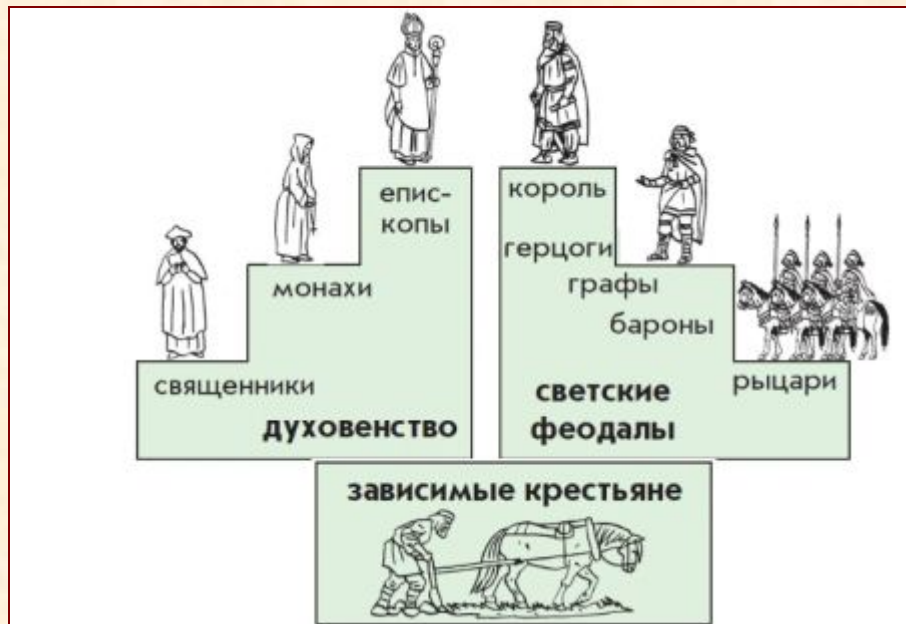 епис-
копы
монахи
священники
духовенство
король
герцоги
графы
бароны
рыцари
светские
феодалы
зависимые крестьяне